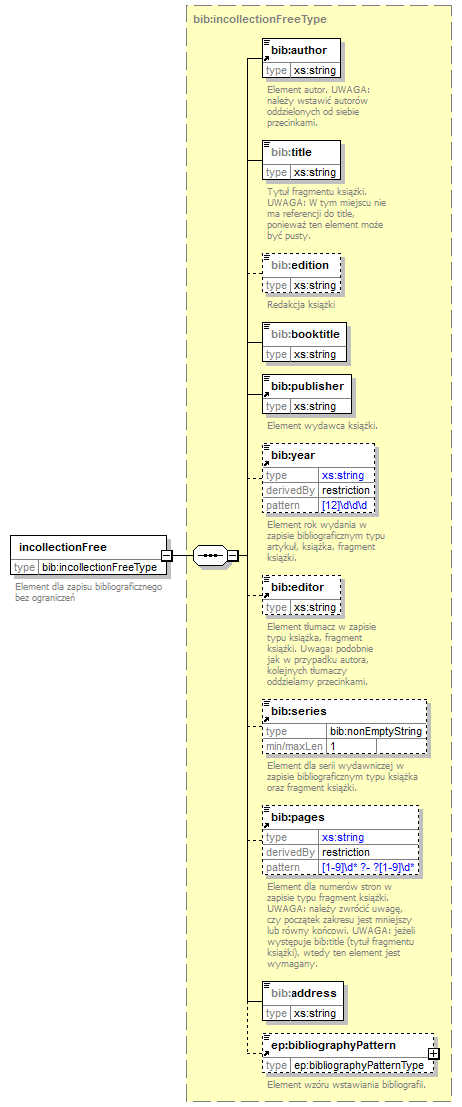 bib:incollectionFreeType
bib:author
type xs:string
Element autor. UWAGA:
należy wstawić autorów
oddzielonych od siebie
przecinkami.
bib:title
type xs:string
Tytuł fragmentu książki.
UWAGA: W tym miejscu nie
ma referencji do title,
ponieważ ten element może
być pusty.
bib:edition
type xs:string
Redakcja książki
bib:booktitle
type xs:string
bib:publisher
type xs:string
Element wydawca książki.
bib:year
type xs:string
derivedBy restriction
pattern [12]\d\d\d
Element rok wydania w
zapisie bibliograficznym typu
artykuł, książka, fragment
książki.
incollectionFree
type bib:incollectionFreeType
Element dla zapisu bibliograficznego
bez ograniczeń
bib:editor
type xs:string
Element tłumacz w zapisie
typu książka, fragment
książki. Uwaga: podobnie
jak w przypadku autora,
kolejnych tłumaczy
oddzielamy przecinkami.
bib:series
type bib:nonEmptyString
min/maxLen 1
Element dla serii wydawniczej w
zapisie bibliograficznym typu książka
oraz fragment książki.
bib:pages
type xs:string
derivedBy restriction
pattern [1-9]\d* ?- ?[1-9]\d*
Element dla numerów stron w
zapisie typu fragment książki.
UWAGA: należy zwrócić uwagę,
czy początek zakresu jest mniejszy
lub równy końcowi. UWAGA: jeżeli
występuje bib:title (tytuł fragmentu
książki), wtedy ten element jest
wymagany.
bib:address
type xs:string
ep:bibliographyPattern
type ep:bibliographyPatternType
Element wzóru wstawiania bibliografii.